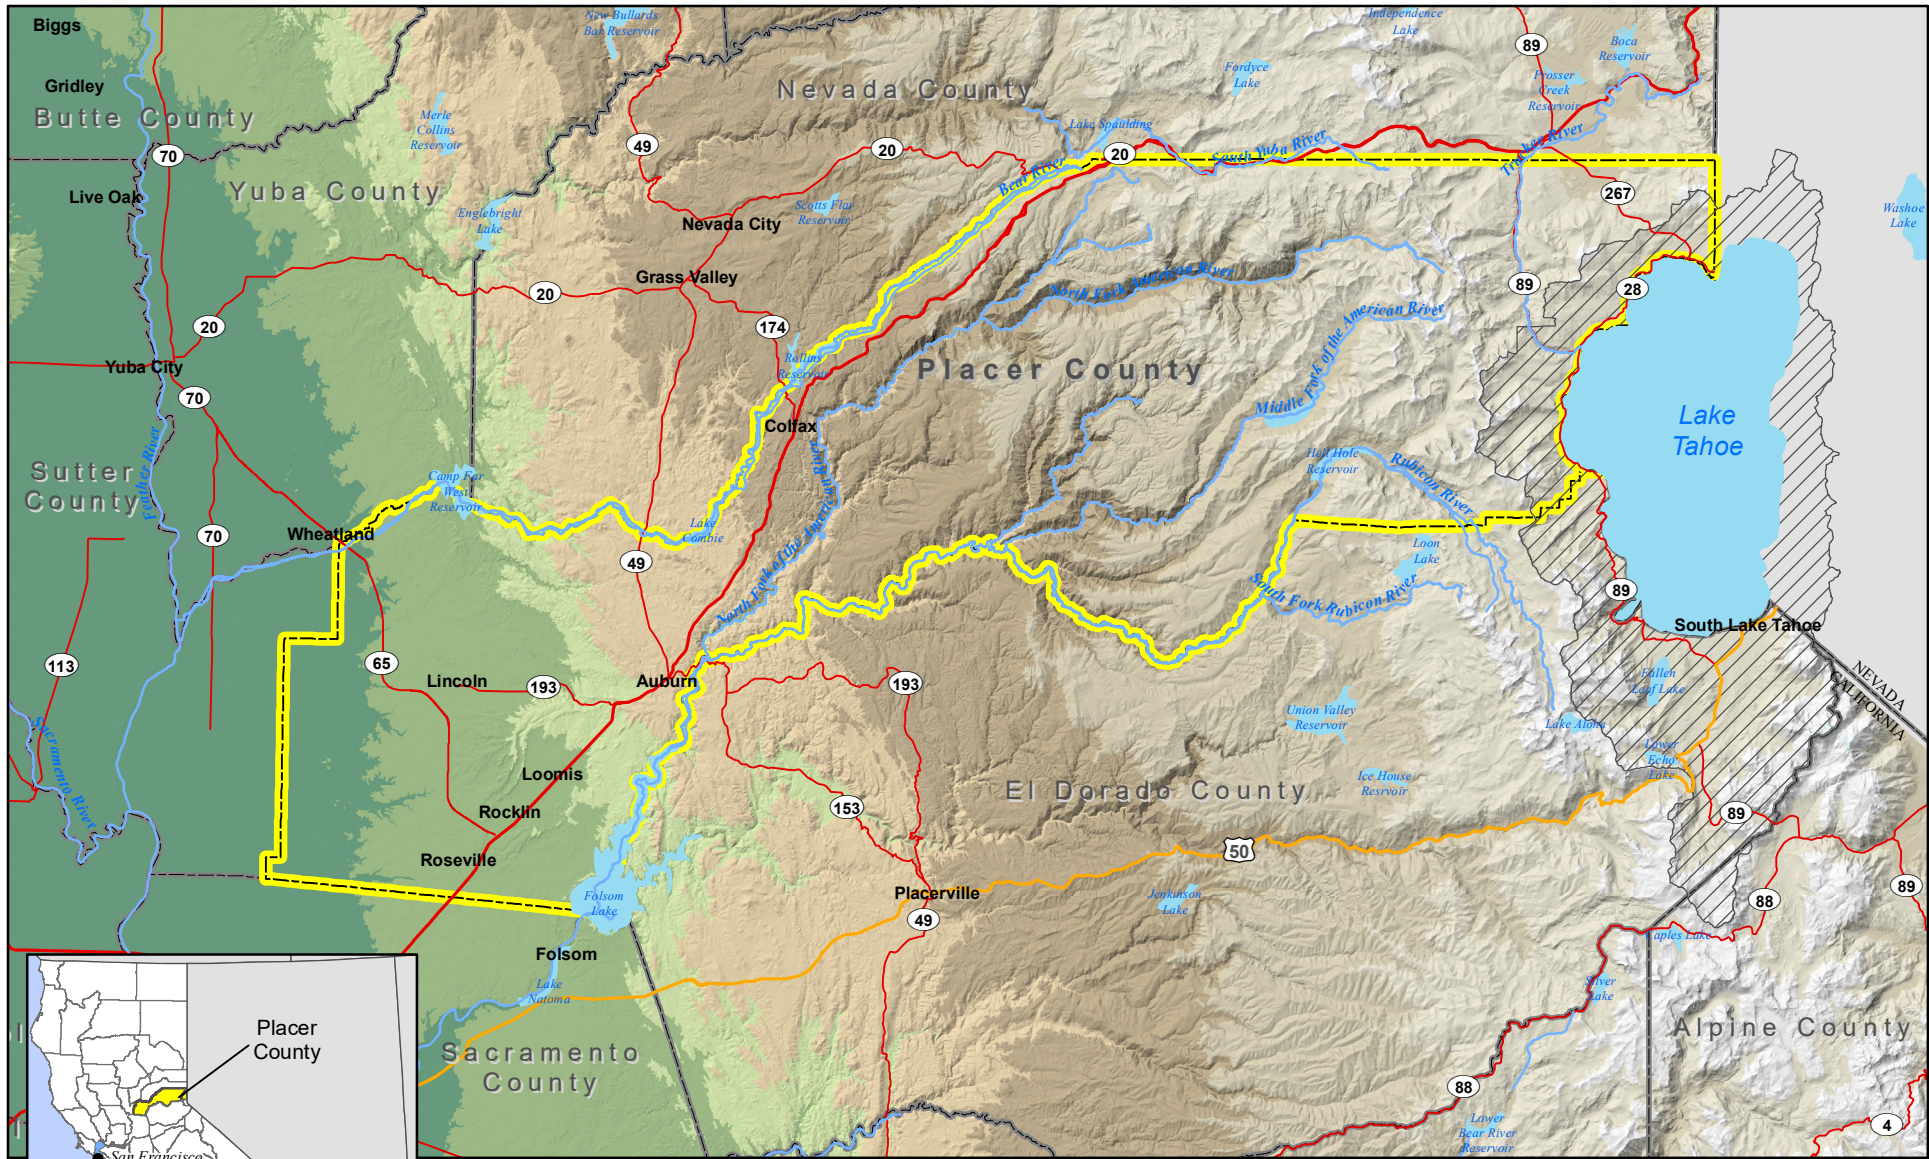 Biggs
New Bullards
Bar Reservoir
Independence
Lake
89
Boca
Reservoir
Gridley
Butte County
Nevada County
Fordyce
Lake
Prosser
Creek
Reservoir
Merle
Collins
Reservoir
Lake Spaulding
70
49
20
20
South Yuba River
Truckee River
Bear River
Live Oak
Yuba County
Englebright
Lake
Scotts Flat
Reservoir
Nevada City
267
Washoe
Lake
Grass Valley
20
North Fork American River
89
28
20
174
Middle Fork of the American River
Yuba City
Rollins
Reservoir
Placer County
70
Colfax
Lake
Tahoe
Sutter
County
Feather River
Camp Far
West
Reservoir
Hell Hole
Reservoir
Rubicon River
North Fork of the American River
Wheatland
70
Lake
Combie
49
Loon
Lake
South Fork Rubicon River
89
South Lake Tahoe
113
65
Lincoln
193
Auburn
193
Fallen
Leaf Lake
NEVADA
CALIFORNIA
Union Valley
Reservoir
Lake Aloha
Sacramento River
Lower
Echo
Lake
Loomis
Ice House
Resrvoir
El Dorado County
Rocklin
153
89
Roseville
50
Folsom
Lake
Placerville
49
Jenkinson
Lake
88
89
Folsom
Caples Lake
Lake
Natoma
Silver
Lake
Placer
County
Sacramento
County
Alpine County
88
Lower
Bear River
Reservoir
4
San Francisco